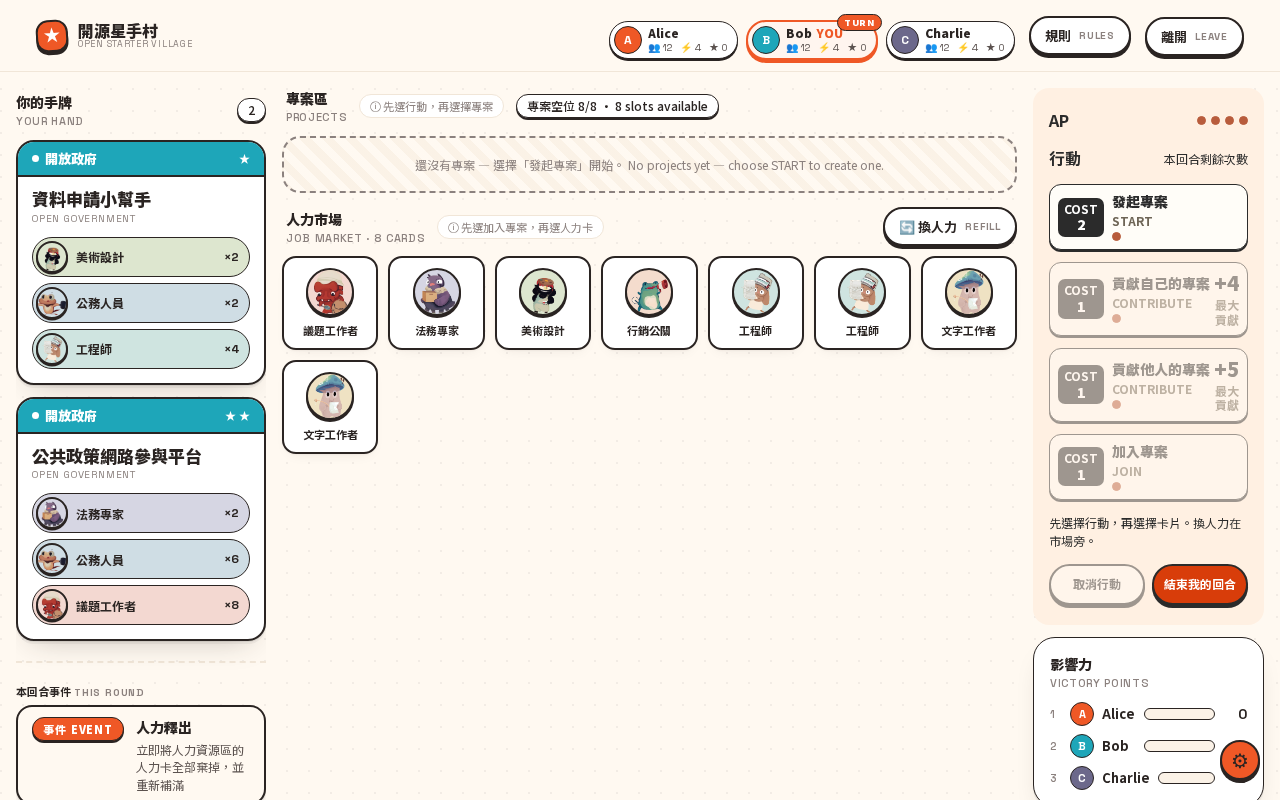 開源星手村
OPEN STARTER VILLAGE
A Alice
👥 12 ⚡ 4 ★ 0
TURN
B Bob YOU
👥 12 ⚡ 4 ★ 0
C Charlie
👥 12 ⚡ 4 ★ 0
規則 RULES
離開 LEAVE
你的手牌
YOUR HAND
2
開放政府 ★
資料申請小幫手
OPEN GOVERNMENT
美術設計 ×2
公務人員 ×2
工程師 ×4
開放政府 ★ ★
公共政策網路參與平台
OPEN GOVERNMENT
法務專家 ×2
公務人員 ×6
議題工作者 ×8
本回合事件 THIS ROUND
事件 EVENT
人力釋出
立即將人力資源區的
人力卡全部棄掉，並
重新補滿
專案區
PROJECTS
ⓘ 先選行動，再選擇專案
專案空位 8/8 • 8 slots available
還沒有專案 — 選擇「發起專案」開始。 No projects yet — choose START to create one.
人力市場
JOB MARKET · 8 CARDS
ⓘ 先選加入專案，再選人力卡
🔄 換人力 REFILL
議題工作者
法務專家
美術設計
行銷公關
工程師
工程師
文字工作者
文字工作者
AP
行動
本回合剩餘次數
COST 2
發起專案
START
COST 1
貢獻自己的專案
CONTRIBUTE
+4
最大
貢獻
COST 1
貢獻他人的專案
CONTRIBUTE
+5
最大
貢獻
COST 1
加入專案
JOIN
先選擇行動，再選擇卡片。換人力在
市場旁。
取消行動
結束我的回合
影響力
VICTORY POINTS
1 A Alice 0
2 B Bob
3 C Charlie